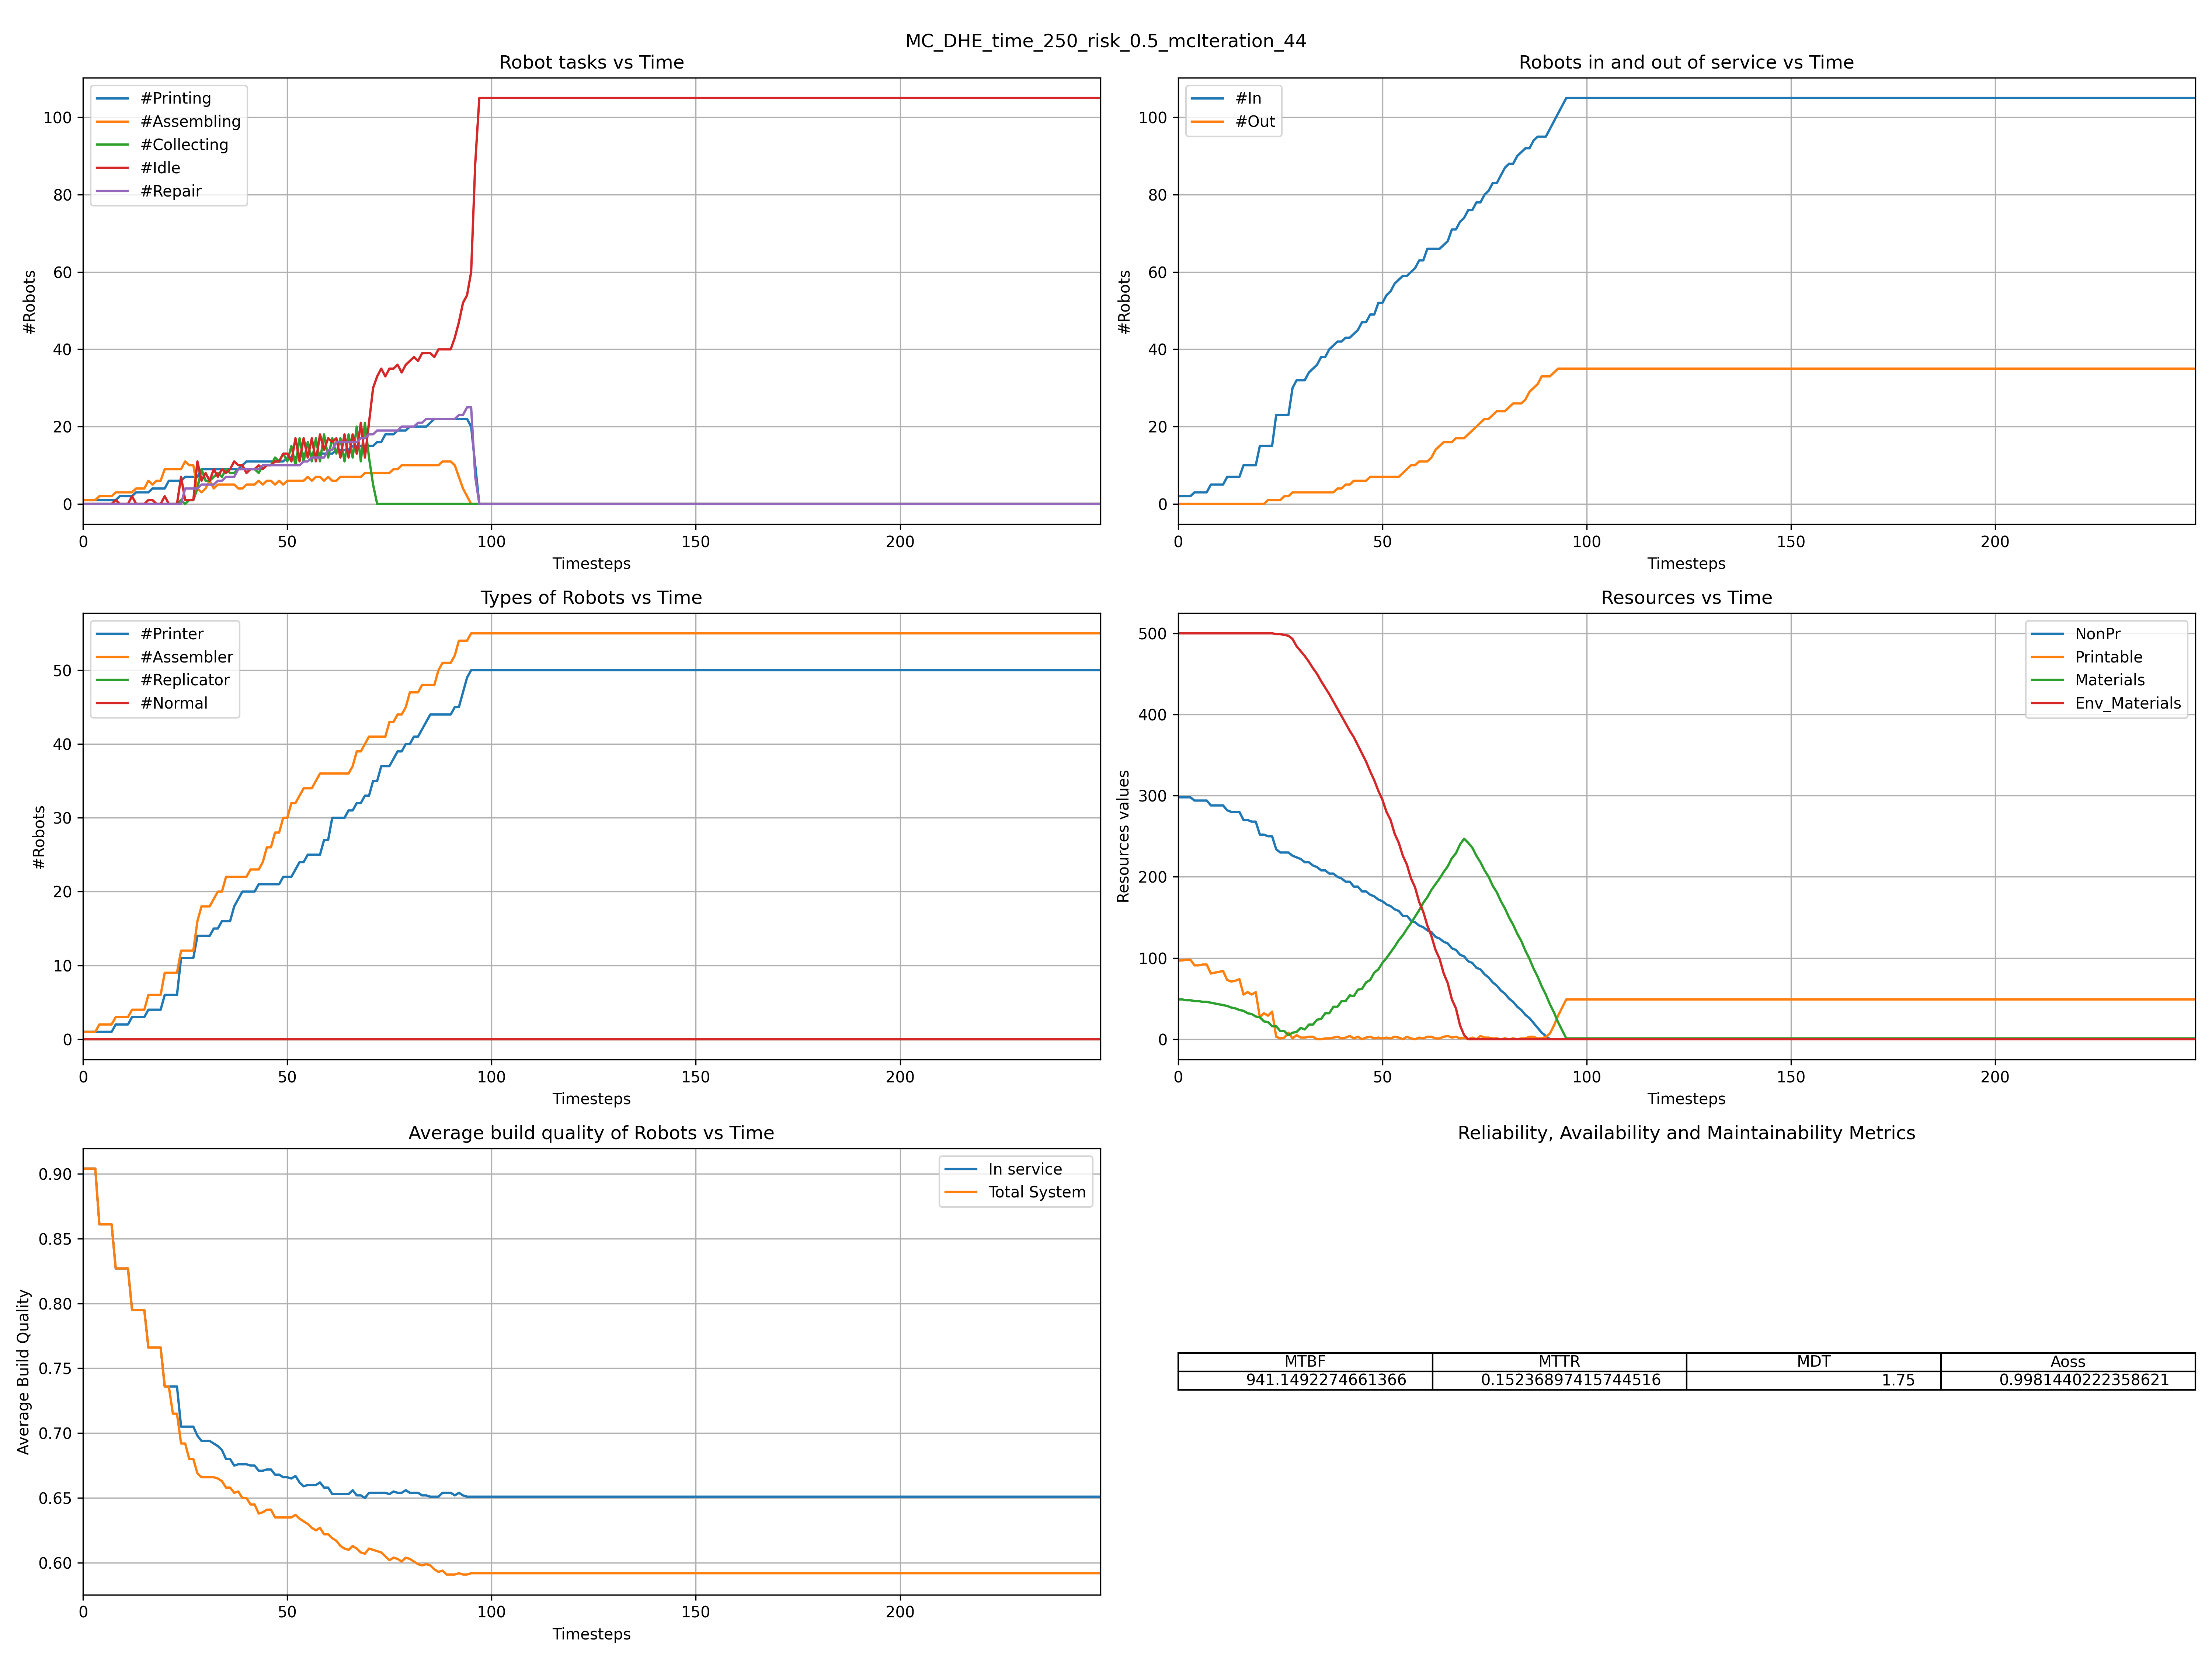 MC_DHE_time_250_risk_0.5_mcIteration_44
Robot tasks vs Time
#Robots
100
80
60
40
20
0
#Printing
#Assembling
#Collecting
#Idle
#Repair
0 50 100 150 200
Timesteps
Robots in and out of service vs Time
#Robots
100
80
60
40
20
0
#In
#Out
0 50 100 150 200
Timesteps
Types of Robots vs Time
#Robots
50
40
30
20
10
0
#Printer
#Assembler
#Replicator
#Normal
0 50 100 150 200
Timesteps
Resources vs Time
Resources values
500
400
300
200
100
0
NonPr
Printable
Materials
Env_Materials
0 50 100 150 200
Timesteps
Average build quality of Robots vs Time
Average Build Quality
0.90
0.85
0.80
0.75
0.70
0.65
0.60
In service
Total System
0 50 100 150 200
Timesteps
Reliability, Availability and Maintainability Metrics
MTBF MTTR MDT Aoss
941.1492274661366 0.15236897415744516 1.75 0.9981440222358621